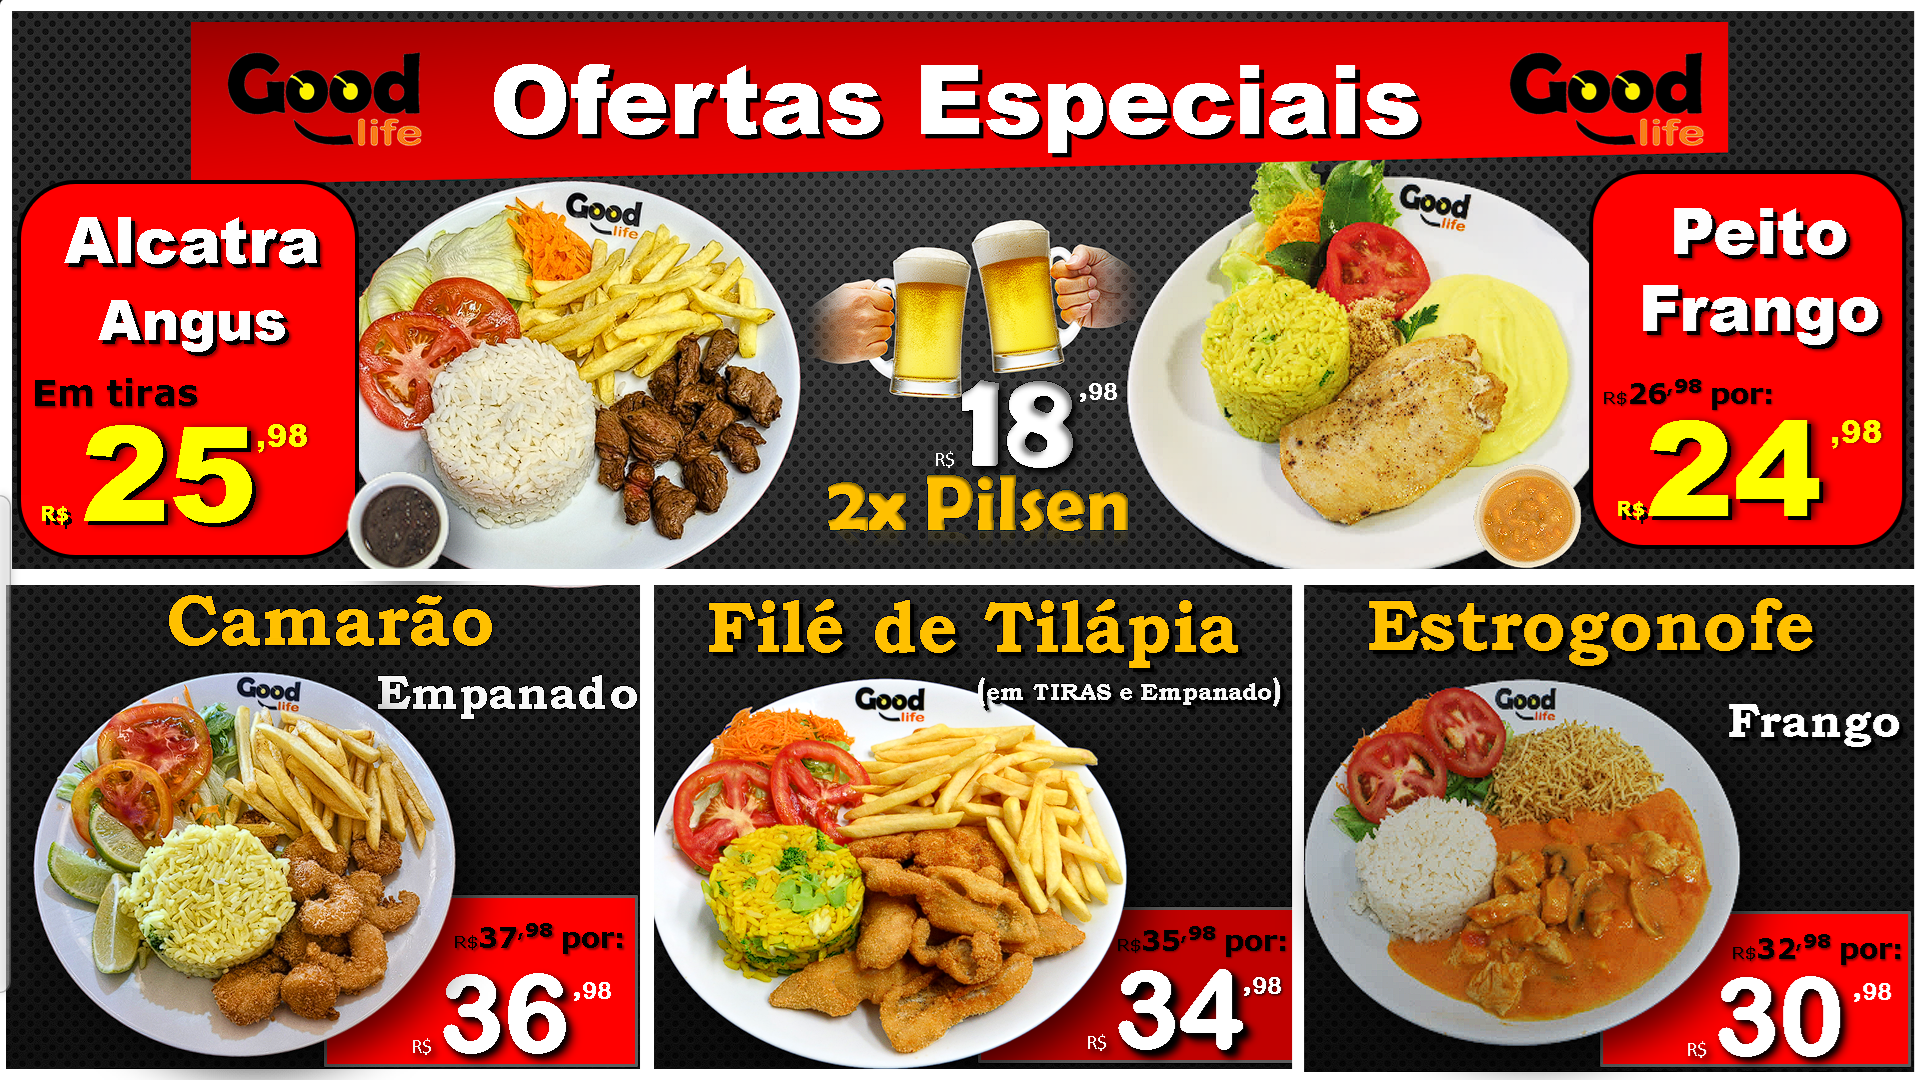 Good life
Ofertas Especiais
Good life
Alcatra
Angus
Em tiras
R$ 25,98
Good life
R$ 18,98
2x Pilsen
Good life
Peito
Frango
R$26,98 por:
R$24,98
Camarão
Empanado
Good life
R$37,98 por:
R$ 36,98
Filé de Tilápia
(em TIRAS e Empanado)
Good life
R$35,98 por:
R$ 34,98
Estrogonofe
Frango
Good life
R$32,98 por:
R$ 30,98